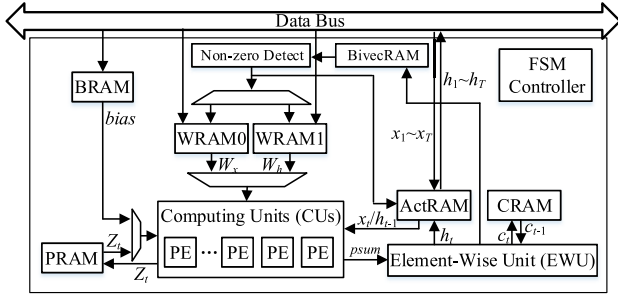 Data Bus
Non-zero Detect
BivecRAM
FSM
Controller
BRAM
h₁~h_T
bias
WRAM0
WRAM1
x₁~x_T
Wₓ
Wₕ
Computing Units (CUs)
xₜ/hₜ₋₁
ActRAM
CRAM
PE ... PE PE PE
PRAM
Zₜ
Zₜ
psum
hₜ
cₜ
cₜ₋₁
Element-Wise Unit (EWU)